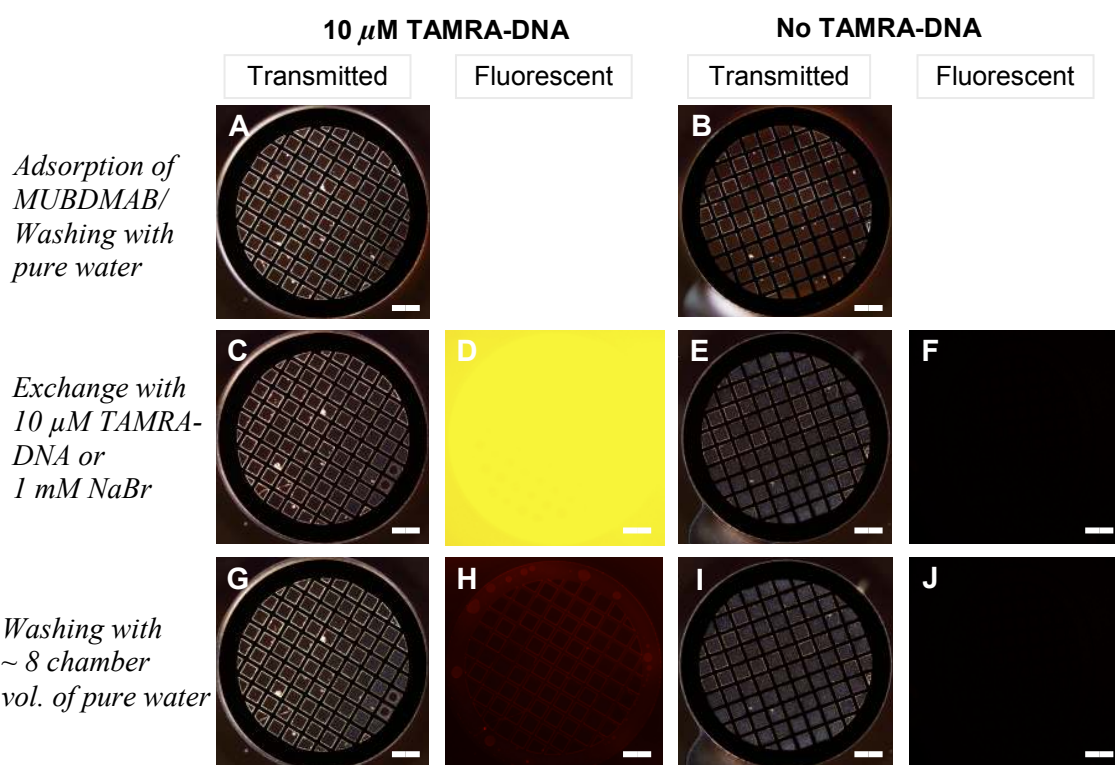 10 µM TAMRA-DNA
No TAMRA-DNA
Transmitted
Fluorescent
Transmitted
Fluorescent
A
B
Adsorption of
MUBDMAB/
Washing with
pure water
C
D
E
F
Exchange with
10 µM TAMRA-
DNA or
1 mM NaBr
G
H
I
J
Washing with
~ 8 chamber
vol. of pure water